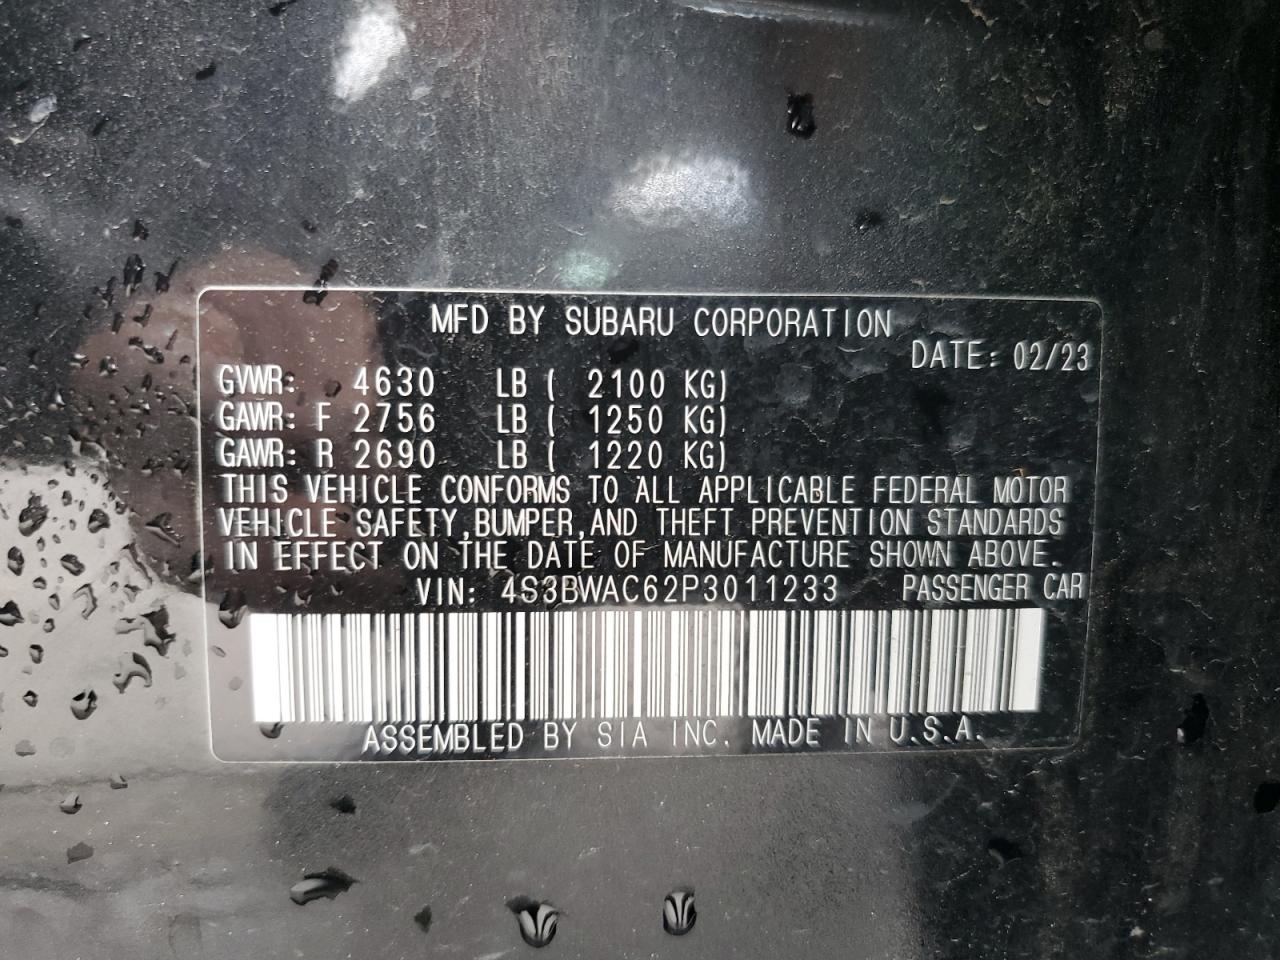 MFD BY SUBARU CORPORATION
DATE: 02/23
GVWR: 4630 LB ( 2100 KG)
GAWR: F 2756 LB ( 1250 KG)
GAWR: R 2690 LB ( 1220 KG)
THIS VEHICLE CONFORMS TO ALL APPLICABLE FEDERAL MOTOR
VEHICLE SAFETY,BUMPER,AND THEFT PREVENTION STANDARDS
IN EFFECT ON THE DATE OF MANUFACTURE SHOWN ABOVE.
VIN: 4S3BWAC62P3011233 PASSENGER CAR
ASSEMBLED BY SIA INC. MADE IN U.S.A.